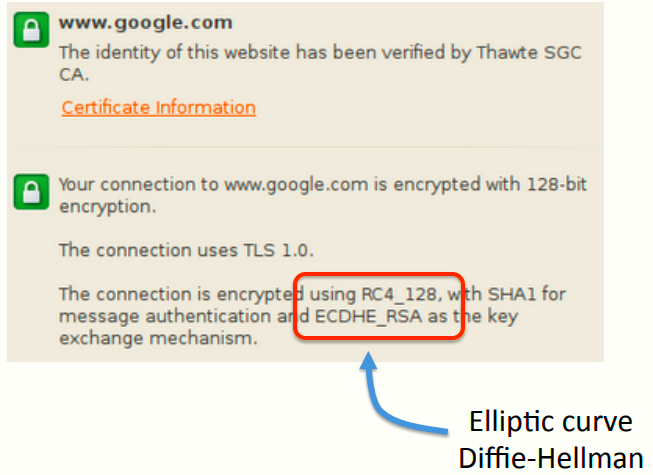 www.google.com
The identity of this website has been verified by Thawte SGC
CA.
Certificate Information
Your connection to www.google.com is encrypted with 128-bit
encryption.
The connection uses TLS 1.0.
The connection is encrypted using RC4_128, with SHA1 for
message authentication and ECDHE_RSA as the key
exchange mechanism.
Elliptic curve
Diffie-Hellman